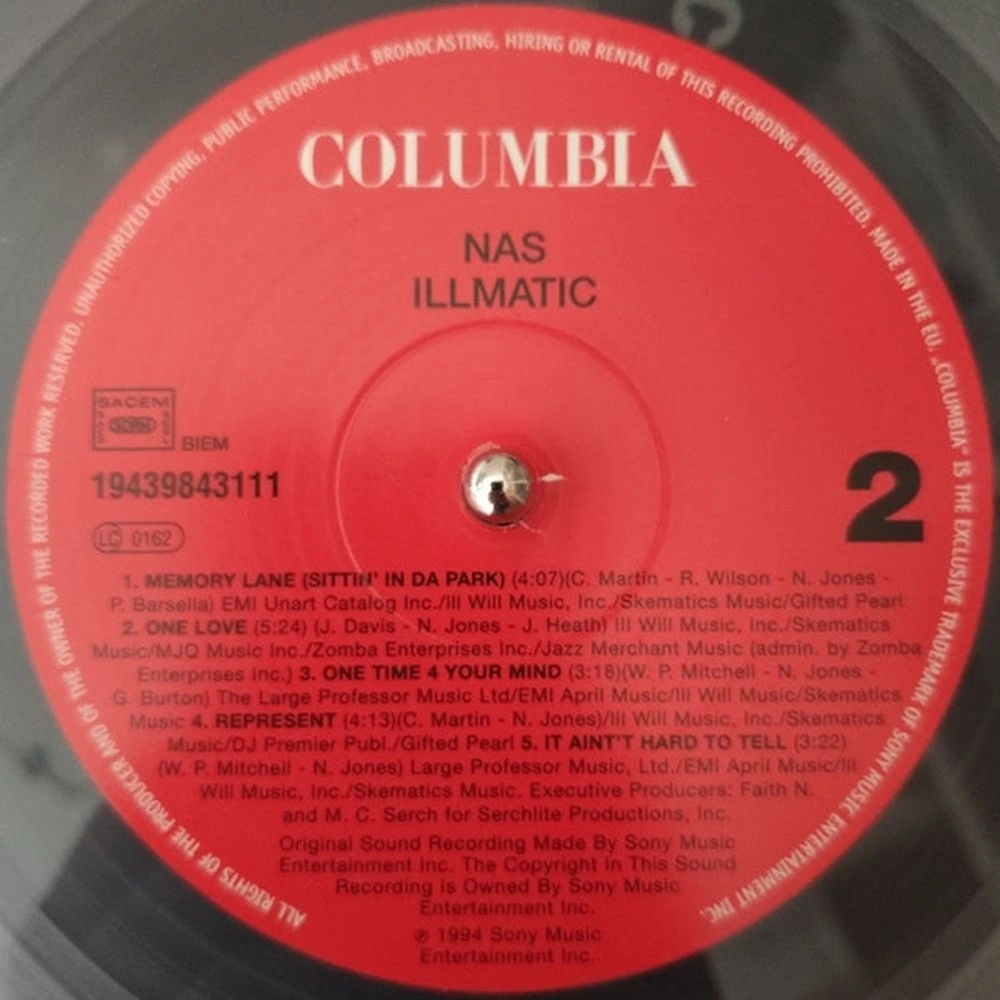 ALL RIGHTS OF THE PRODUCER AND OF THE OWNER OF THE RECORDED WORK RESERVED. UNAUTHORIZED COPYING, PUBLIC PERFORMANCE, BROADCASTING, HIRING OR RENTAL OF THIS RECORDING PROHIBITED. MADE IN THE EU. „COLUMBIA“ IS THE EXCLUSIVE TRADEMARK OF SONY MUSIC ENTERTAINMENT INC.
COLUMBIA
NAS
ILLMATIC
SACEM
SDRM
BIEM
19439843111
LC 0162
2
1. MEMORY LANE (SITTIN' IN DA PARK) (4:07)(C. Martin - R. Wilson - N. Jones -
P. Barsella) EMI Unart Catalog Inc./Ill Will Music, Inc./Skematics Music/Gifted Pearl
2. ONE LOVE (5:24) (J. Davis - N. Jones - J. Heath) Ill Will Music, Inc./Skematics
Music/MJQ Music Inc./Zomba Enterprises Inc./Jazz Merchant Music (admin. by Zomba
Enterprises Inc.) 3. ONE TIME 4 YOUR MIND (3:18)(W. P. Mitchell - N. Jones -
G. Burton) The Large Professor Music Ltd/EMI April Music/Ill Will Music/Skematics
Music 4. REPRESENT (4:13)(C. Martin - N. Jones)/Ill Will Music, Inc./Skematics
Music/DJ Premier Publ./Gifted Pearl 5. IT AINT'T HARD TO TELL (3:22)
(W. P. Mitchell - N. Jones) Large Professor Music, Ltd./EMI April Music/Ill
Will Music, Inc./Skematics Music. Executive Producers: Faith N.
and M. C. Serch for Serchlite Productions, Inc.
Original Sound Recording Made By Sony Music
Entertainment Inc. The Copyright In This Sound
Recording is Owned By Sony Music
Entertainment Inc.
℗ 1994 Sony Music
Entertainment Inc.